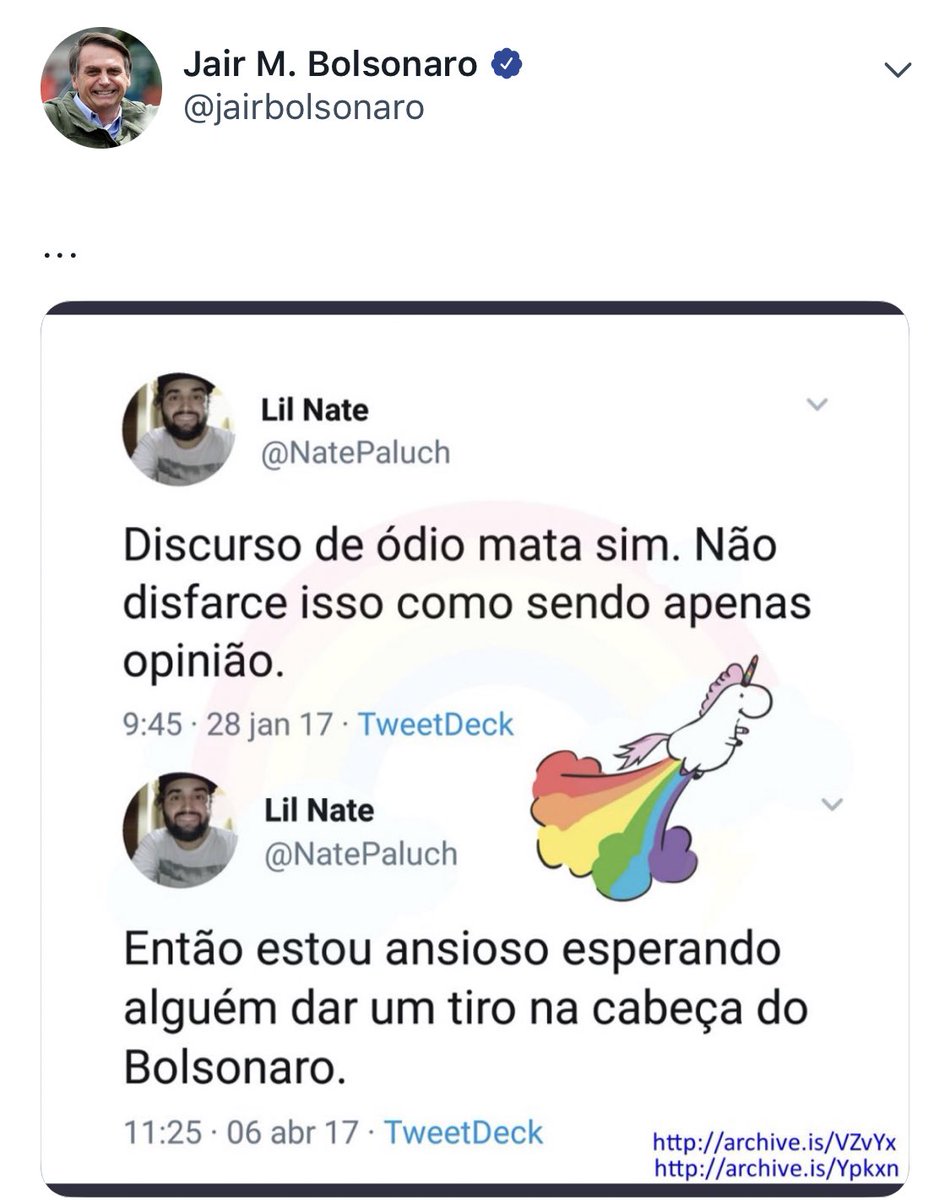 Jair M. Bolsonaro
@jairbolsonaro
...
Lil Nate
@NatePaluch
Discurso de ódio mata sim. Não
disfarce isso como sendo apenas
opinião.
9:45 · 28 jan 17 · TweetDeck
Lil Nate
@NatePaluch
Então estou ansioso esperando
alguém dar um tiro na cabeça do
Bolsonaro.
11:25 · 06 abr 17 · TweetDeck
http://archive.is/VZvYx
http://archive.is/Ypkxn